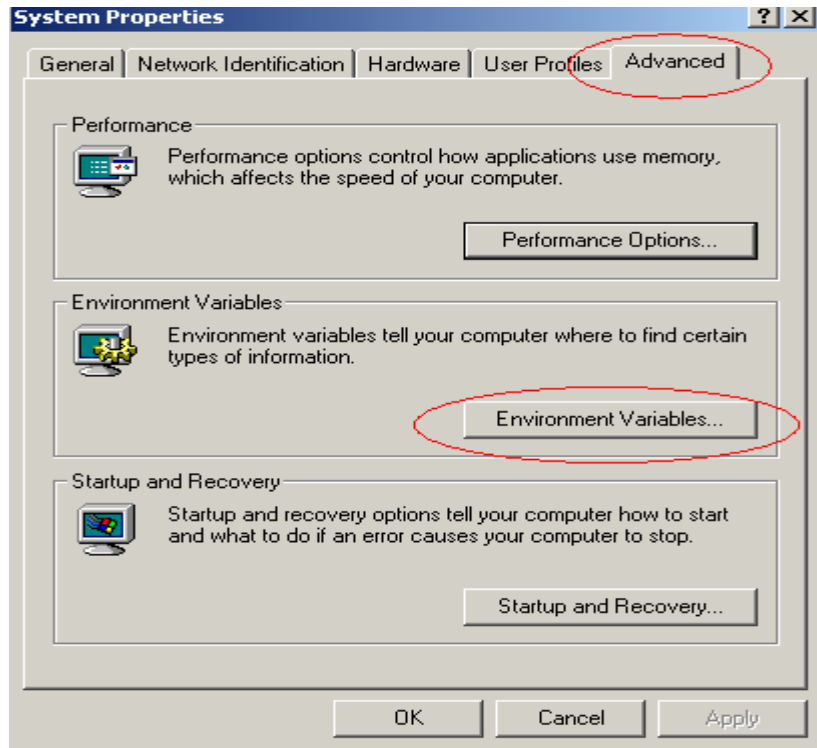 System Properties
General Network Identification Hardware User Profiles Advanced
Performance
Performance options control how applications use memory,
which affects the speed of your computer.
Performance Options...
Environment Variables
Environment variables tell your computer where to find certain
types of information.
Environment Variables...
Startup and Recovery
Startup and recovery options tell your computer how to start
and what to do if an error causes your computer to stop.
Startup and Recovery...
OK Cancel Apply